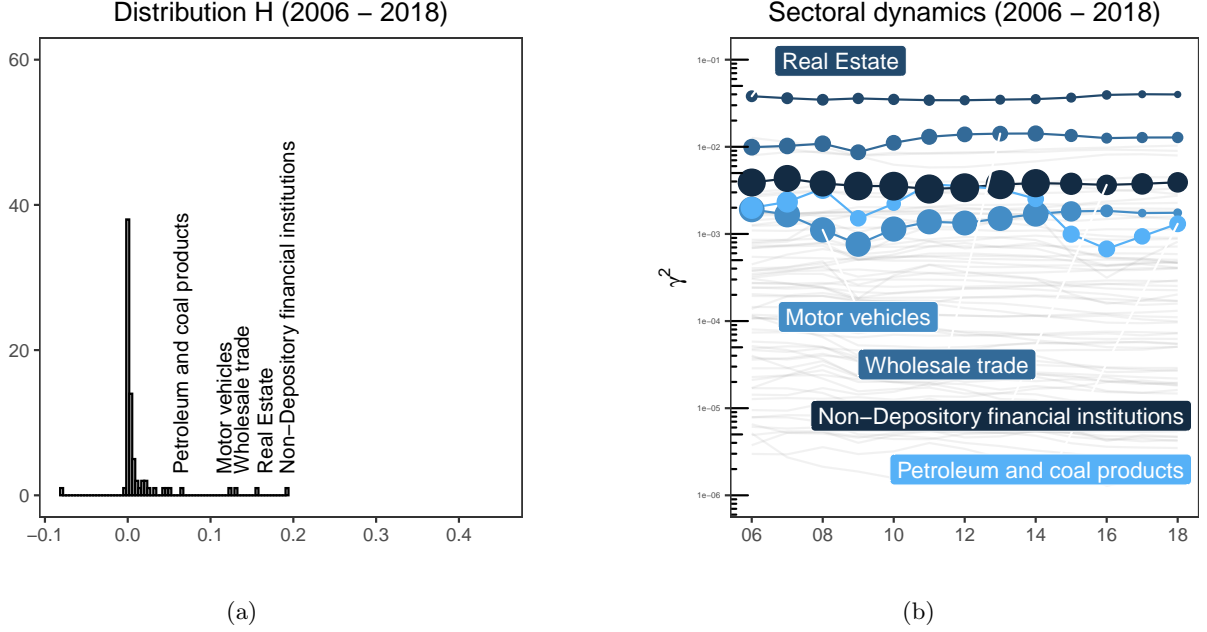 Distribution H (2006 − 2018)
60
40
20
0
Petroleum and coal products
Motor vehicles
Wholesale trade
Real Estate
Non−Depository financial institutions
−0.1 0.0 0.1 0.2 0.3 0.4
(a)
Sectoral dynamics (2006 − 2018)
γ²
1e−01
1e−02
1e−03
1e−04
1e−05
1e−06
Real Estate
Motor vehicles
Wholesale trade
Non−Depository financial institutions
Petroleum and coal products
06 08 10 12 14 16 18
(b)